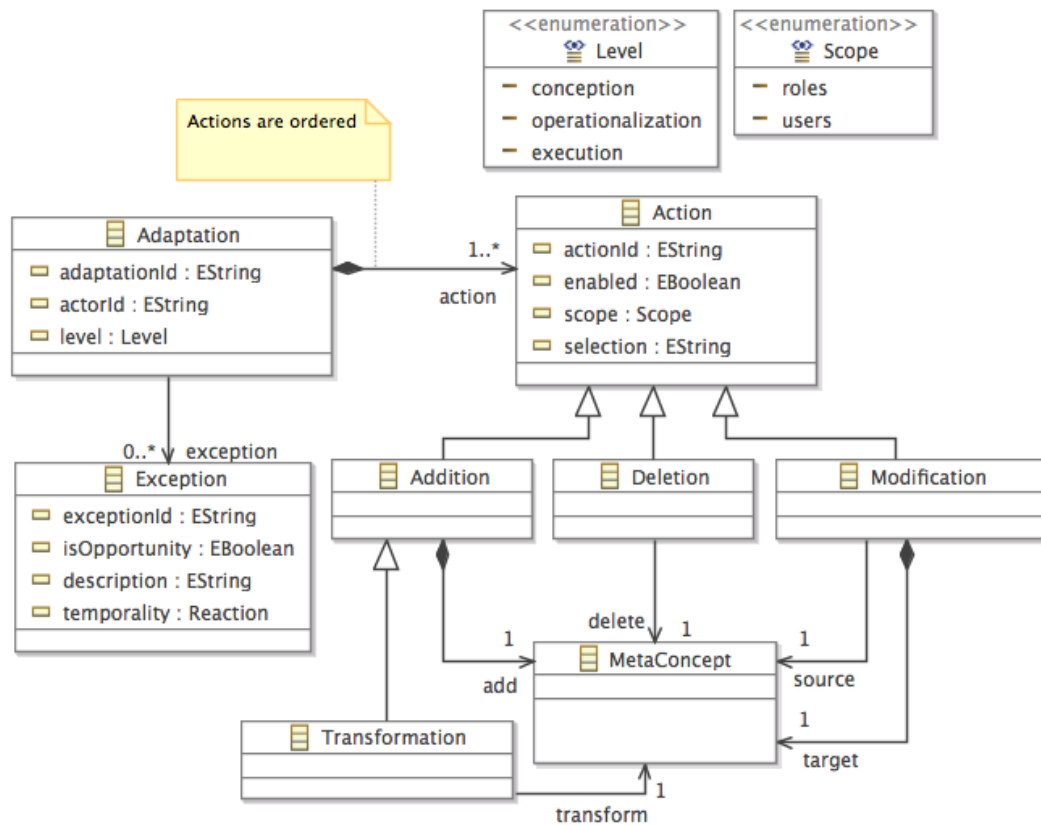 <<enumeration>>
Level
conception
operationalization
execution
<<enumeration>>
Scope
roles
users
Actions are ordered
Adaptation
adaptationId : EString
actorId : EString
level : Level
1..*
action
Action
actionId : EString
enabled : EBoolean
scope : Scope
selection : EString
0..* exception
Exception
exceptionId : EString
isOpportunity : EBoolean
description : EString
temporality : Reaction
Addition
Deletion
Modification
1
add
delete
1
1
source
MetaConcept
1
target
Transformation
1
transform